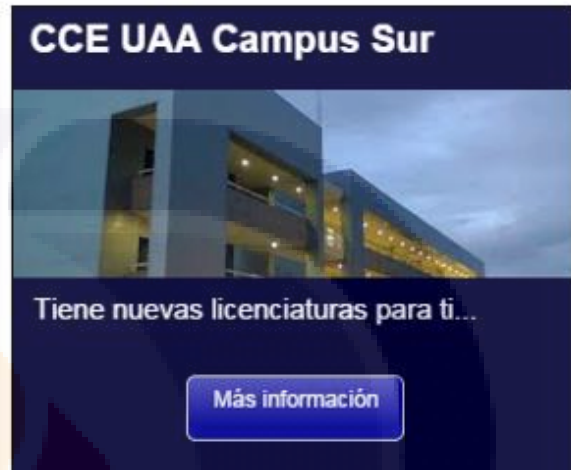 CCE UAA Campus Sur
Tiene nuevas licenciaturas para ti...
Más información